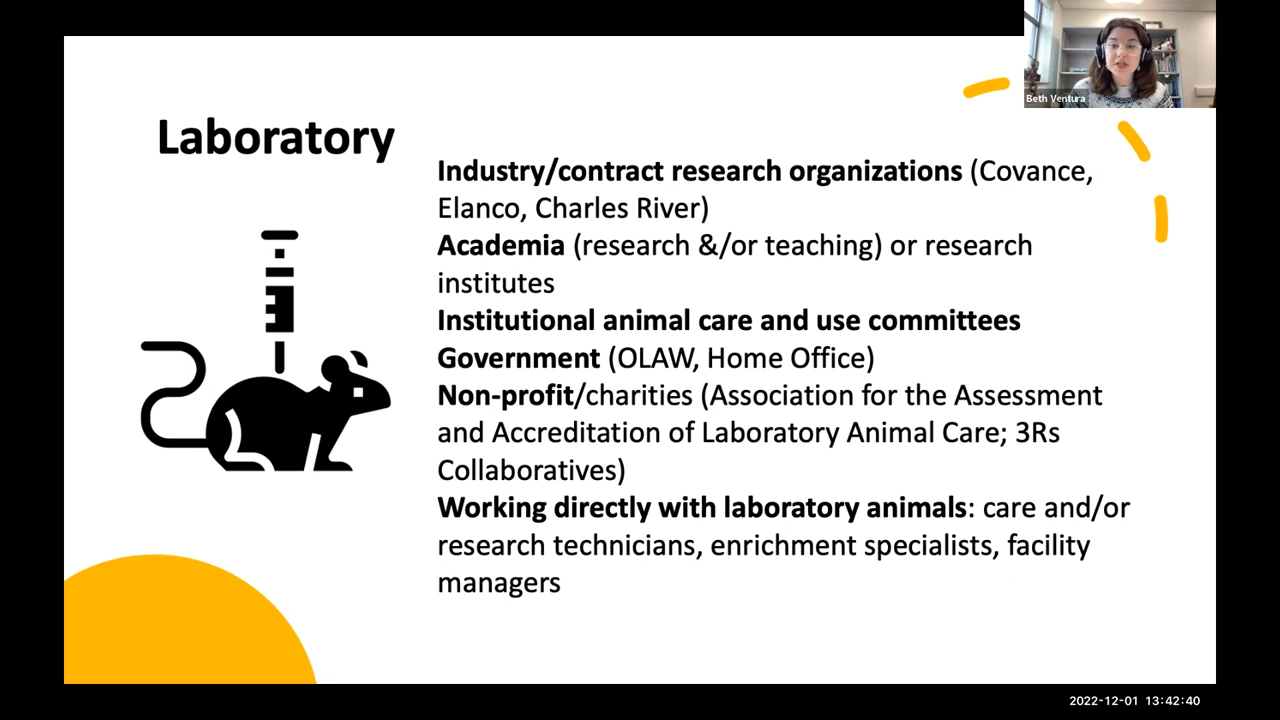 Beth Ventura
Laboratory
Industry/contract research organizations (Covance,
Elanco, Charles River)
Academia (research &/or teaching) or research
institutes
Institutional animal care and use committees
Government (OLAW, Home Office)
Non-profit/charities (Association for the Assessment
and Accreditation of Laboratory Animal Care; 3Rs
Collaboratives)
Working directly with laboratory animals: care and/or
research technicians, enrichment specialists, facility
managers
2022-12-01 13:42:40